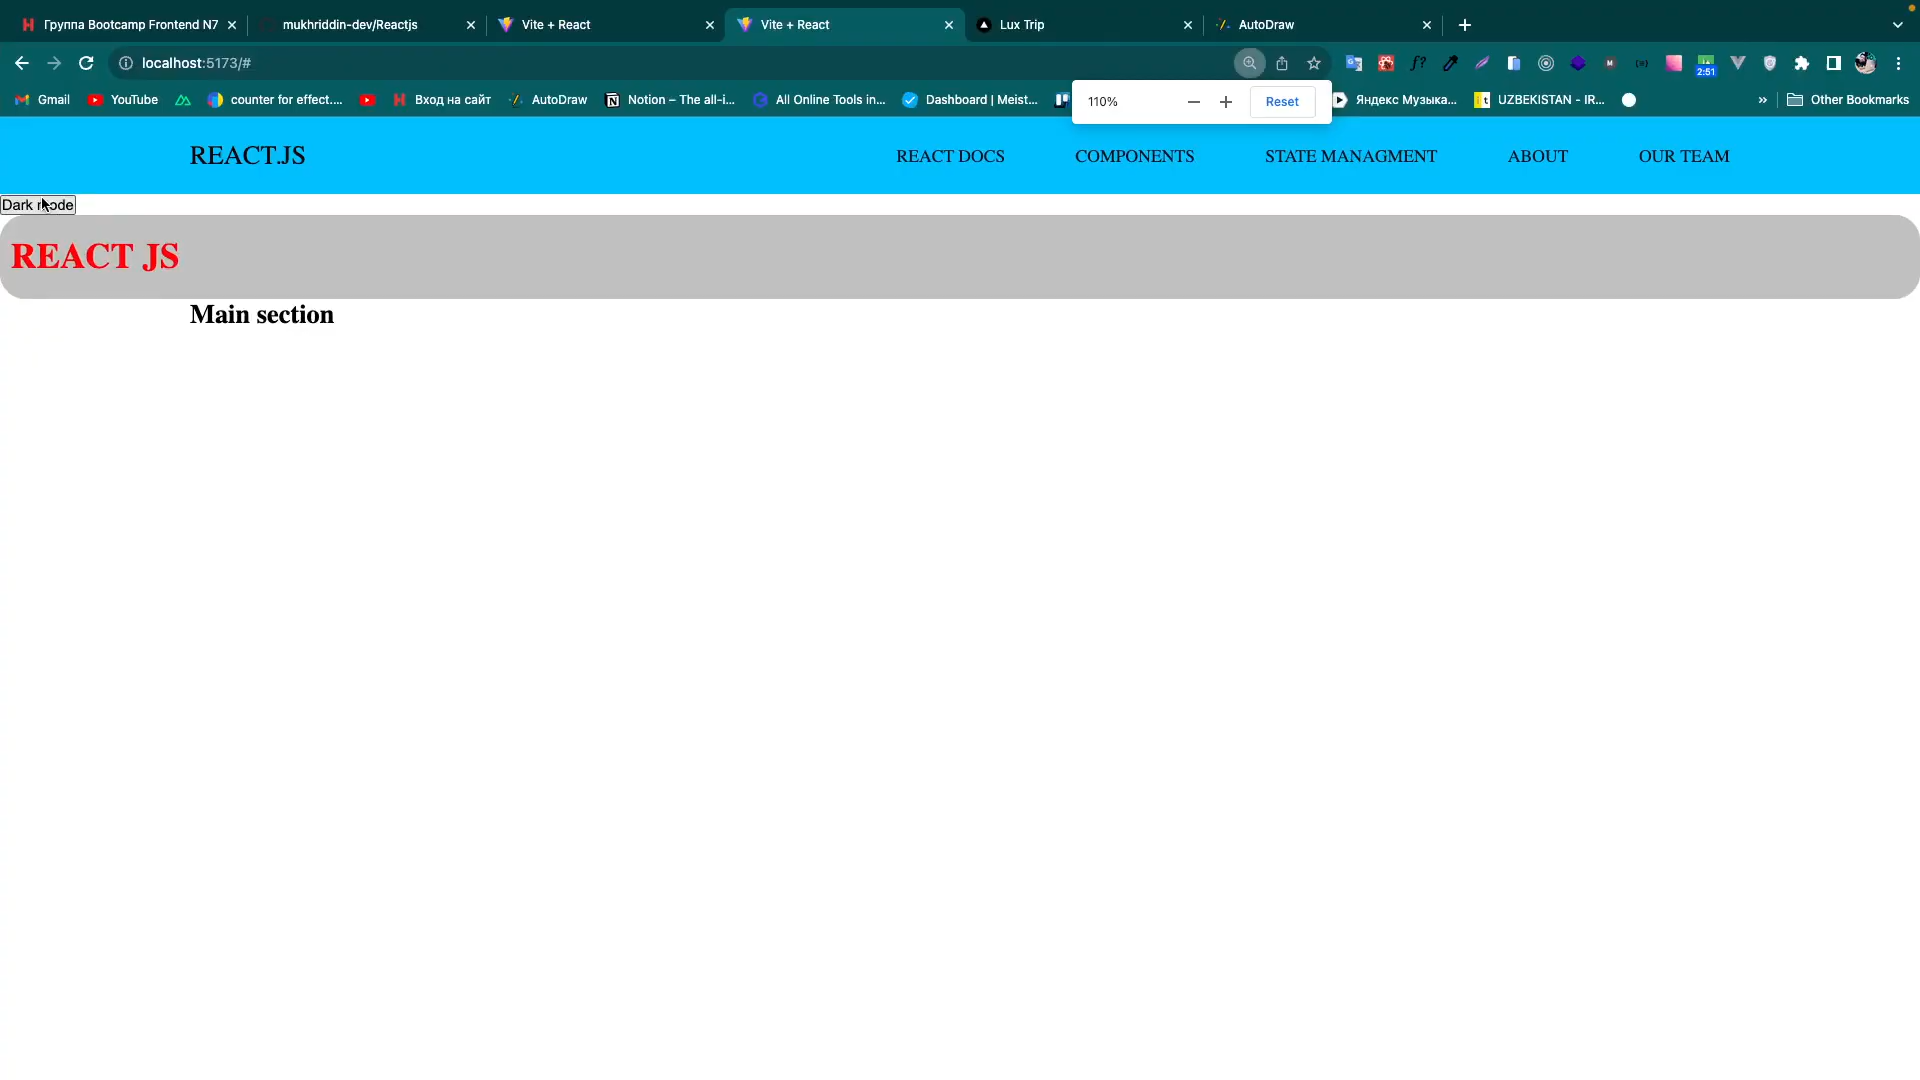 Группа Bootcamp Frontend N7
mukhriddin-dev/Reactjs
Vite + React
Vite + React
Lux Trip
AutoDraw
localhost:5173/#
2:51
Gmail
YouTube
counter for effect....
Вход на сайт
AutoDraw
Notion – The all-i...
All Online Tools in...
Dashboard | Meist...
Яндекс Музыка...
UZBEKISTAN - IR...
»
Other Bookmarks
110%
Reset
REACT.JS
REACT DOCS
COMPONENTS
STATE MANAGMENT
ABOUT
OUR TEAM
Dark mode
REACT JS
Main section